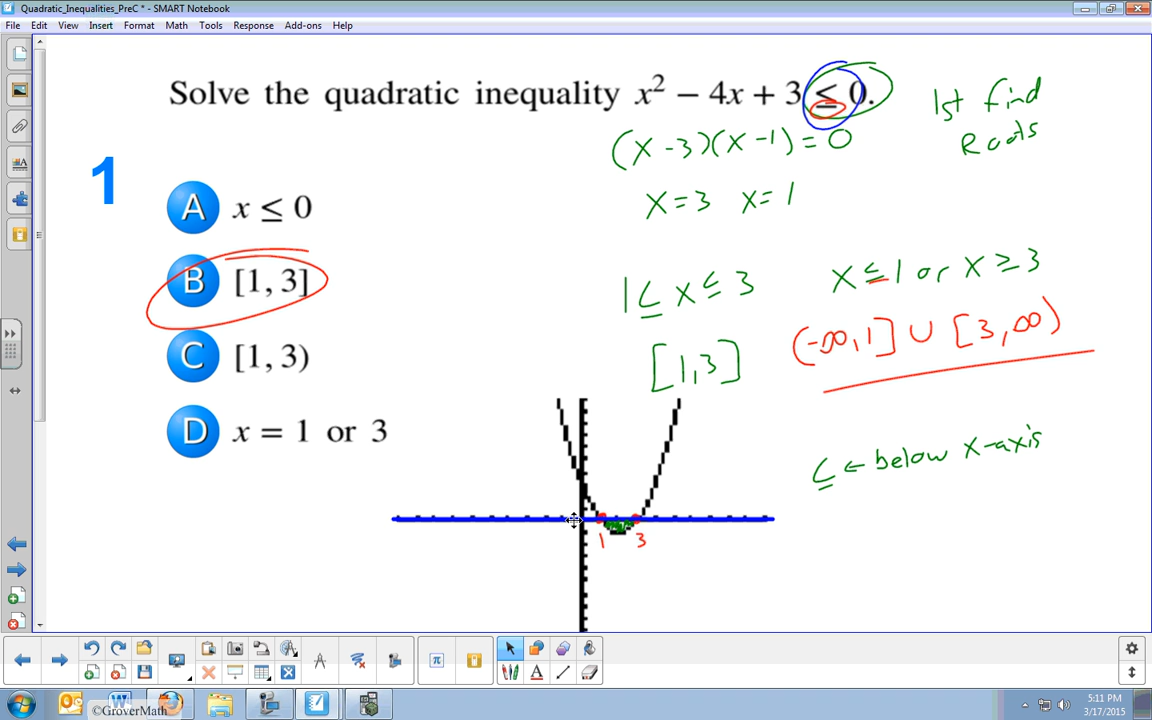 Quadratic_Inequalities_PreC * - SMART Notebook
File Edit View Insert Format Math Tools Response Add-ons Help
Solve the quadratic inequality x² − 4x + 3 ≤ 0.
1st find
Roots
(x-3)(x-1)=0
x=3 x=1
1
A x ≤ 0
B [1, 3]
C [1, 3)
D x = 1 or 3
1 ≤ x ≤ 3
x ≤ 1 or x ≥ 3
(-∞,1] ∪ [3,∞)
[1,3]
≤ ← below x-axis
1 3
π
A
5:11 PM
3/17/2015
©GroverMath